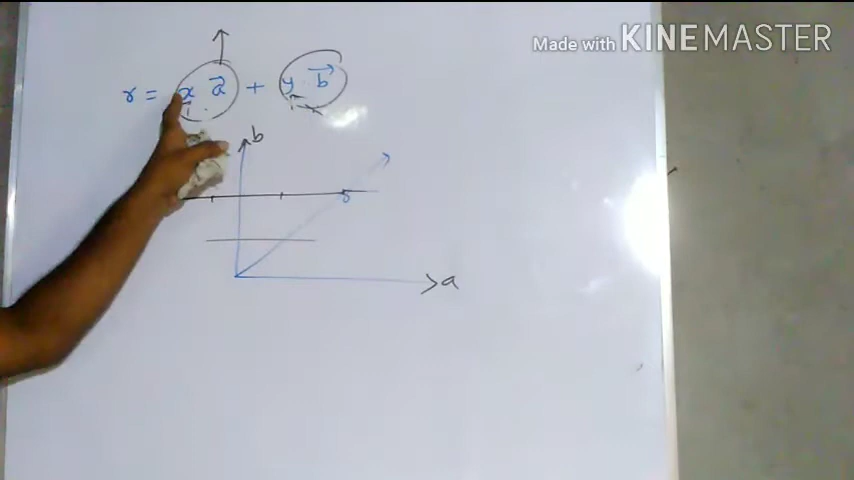 Made with KINEMASTER
r = x a⃗ + y b⃗
b
a